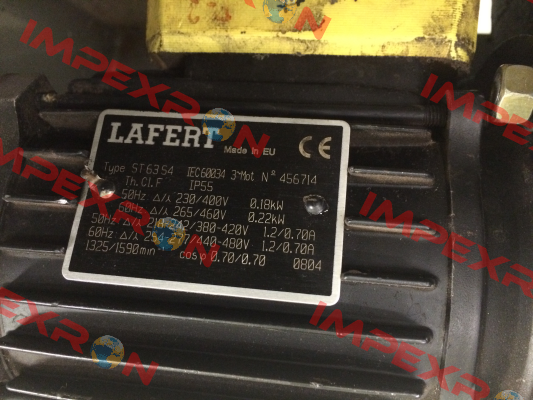 LAFERT
Made in EU
CE
Type ST63S4 IEC60034 3~Mot Nº 456714
Th.Cl.F IP55
50Hz Δ/⅄ 230/400V 0.18kW
60Hz Δ/⅄ 265/460V 0.22kW
50Hz Δ/⅄ 218-242/380-420V 1.2/0.70A
60Hz Δ/⅄ 254-277/440-480V 1.2/0.70A
1325/1590min cosφ 0.70/0.70 0804
IMPEXRON
IMPEXRON
IMPEXRON
IMPEXRON
IMPEXRON